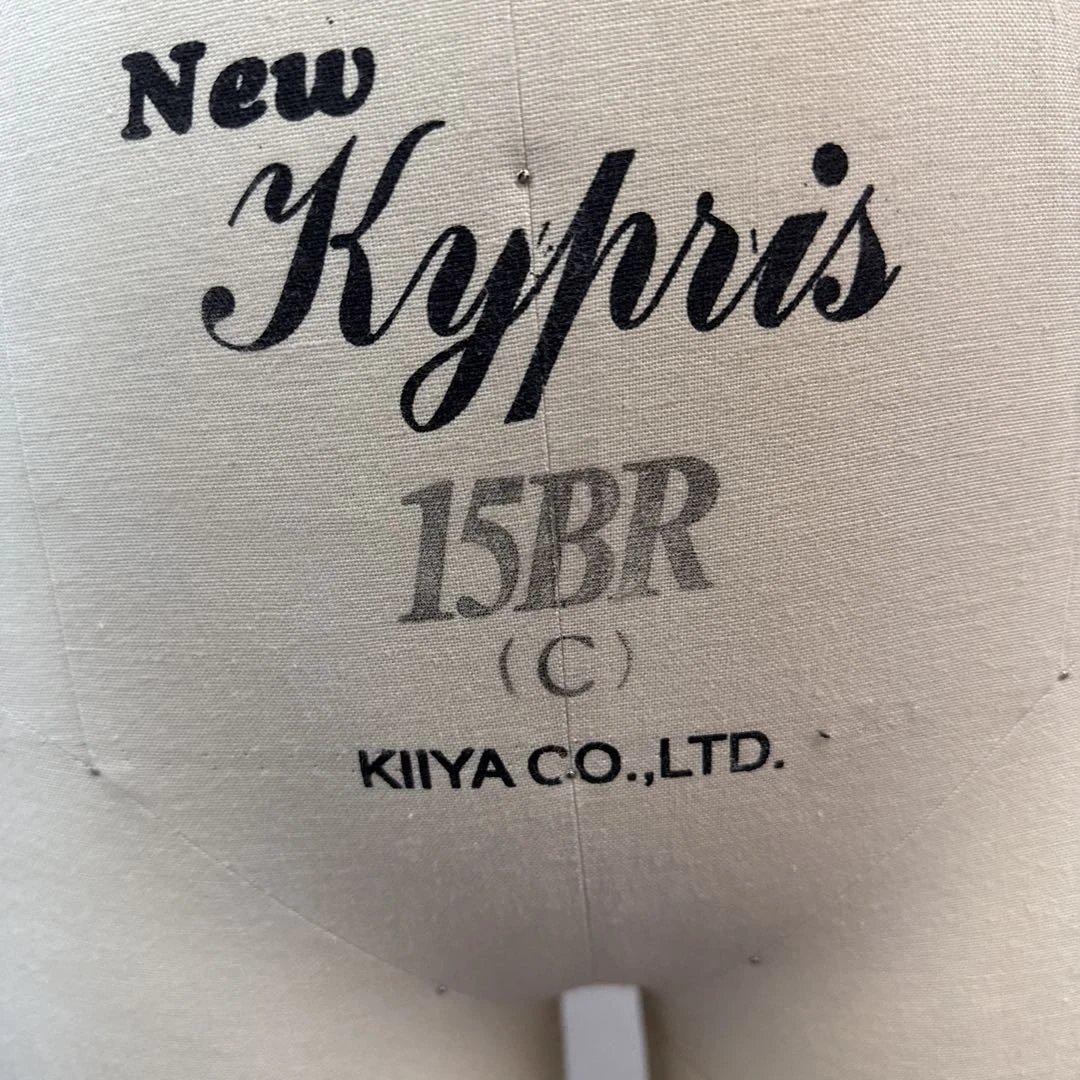 New
Kypris
15BR
(C)
KIIYA CO.,LTD.